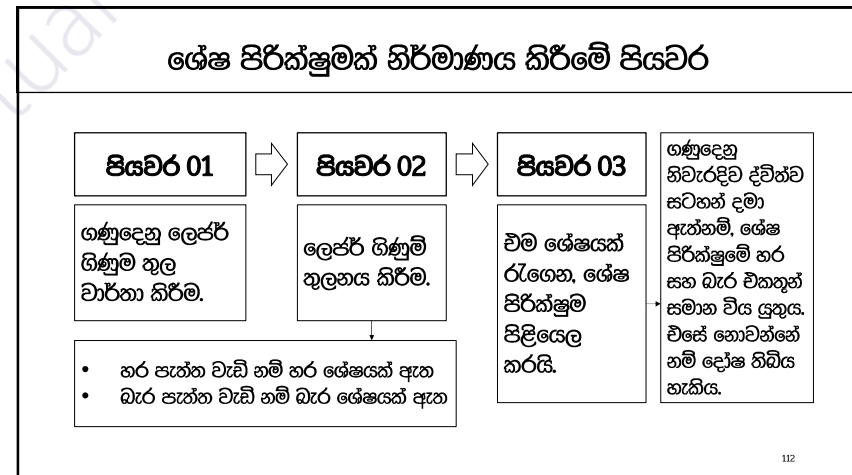 ශේෂ පිරික්ෂුමක් නිර්මාණය කිරීමේ පියවර
පියවර 01
ගණුදෙනු ලෙජර්
ගිණුම තුල
වාර්තා කිරීම.
පියවර 02
ලෙජර් ගිණුම්
තුලනය කිරීම.
• හර පැත්ත වැඩි නම් හර ශේෂයක් ඇත
• බැර පැත්ත වැඩි නම් බැර ශේෂයක් ඇත
පියවර 03
එම ශේෂයක්
රැගෙන, ශේෂ
පිරික්ෂුම
පිළියෙල
කරයි.
ගණුදෙනු
නිවැරදිව ද්විත්ව
සටහන් දමා
ඇත්නම්, ශේෂ
පිරික්ෂුමේ හර
සහ බැර එකතුන්
සමාන විය යුතුය.
එසේ නොවන්නේ
නම් දෝෂ තිබිය
හැකිය.
112